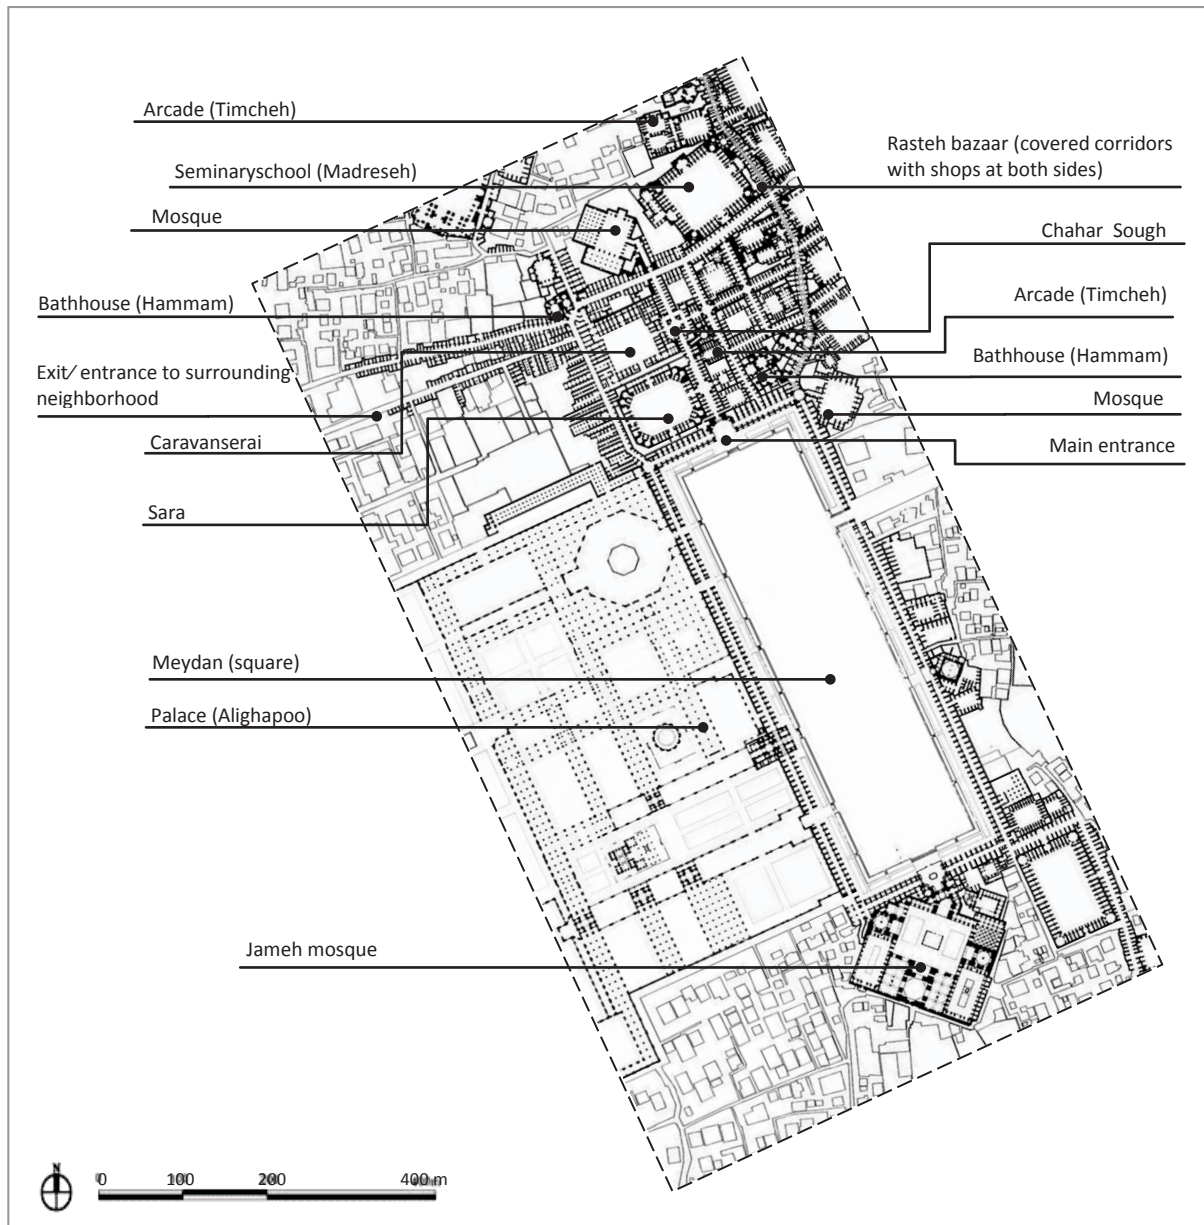 Arcade (Timcheh)
Seminaryschool (Madreseh)
Mosque
Bathhouse (Hammam)
Exit/ entrance to surrounding
neighborhood
Caravanserai
Sara
Meydan (square)
Palace (Alighapoo)
Jameh mosque
Rasteh bazaar (covered corridors
with shops at both sides)
Chahar Sough
Arcade (Timcheh)
Bathhouse (Hammam)
Mosque
Main entrance
N
0 100 200 400 m